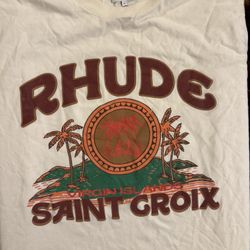 RHUDE
VIRGIN ISLANDS
SAINT CROIX